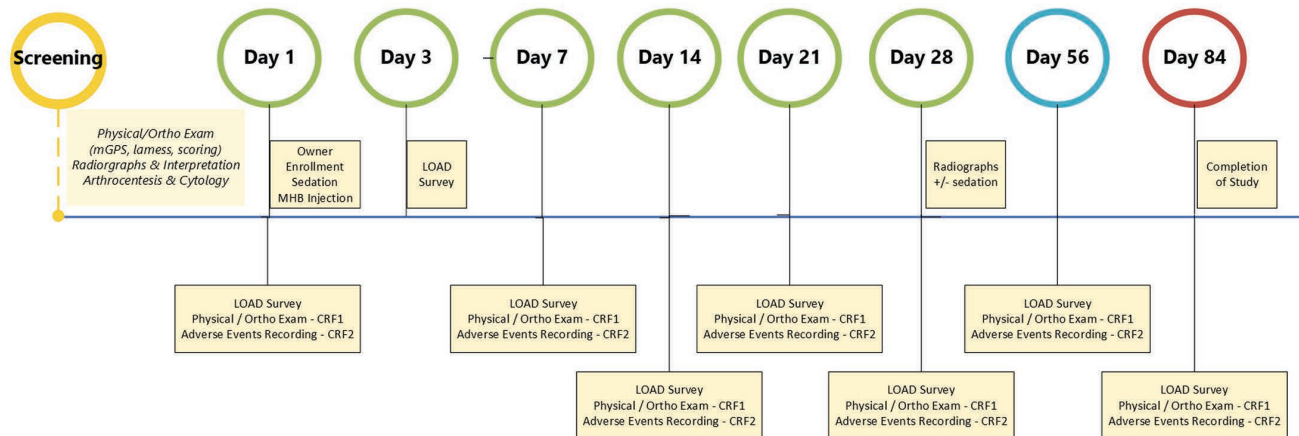 Screening
Day 1
Day 3
Day 7
Day 14
Day 21
Day 28
Day 56
Day 84
Physical/Ortho Exam
(mGPS, lamess, scoring)
Radiorgraphs & Interpretation
Arthrocentesis & Cytology
Owner
Enrollment
Sedation
MHB Injection
LOAD
Survey
Radiographs
+/- sedation
Completion
of Study
LOAD Survey
Physical / Ortho Exam - CRF1
Adverse Events Recording - CRF2
LOAD Survey
Physical / Ortho Exam - CRF1
Adverse Events Recording - CRF2
LOAD Survey
Physical / Ortho Exam - CRF1
Adverse Events Recording - CRF2
LOAD Survey
Physical / Ortho Exam - CRF1
Adverse Events Recording - CRF2
LOAD Survey
Physical / Ortho Exam - CRF1
Adverse Events Recording - CRF2
LOAD Survey
Physical / Ortho Exam - CRF1
Adverse Events Recording - CRF2
LOAD Survey
Physical / Ortho Exam - CRF1
Adverse Events Recording - CRF2